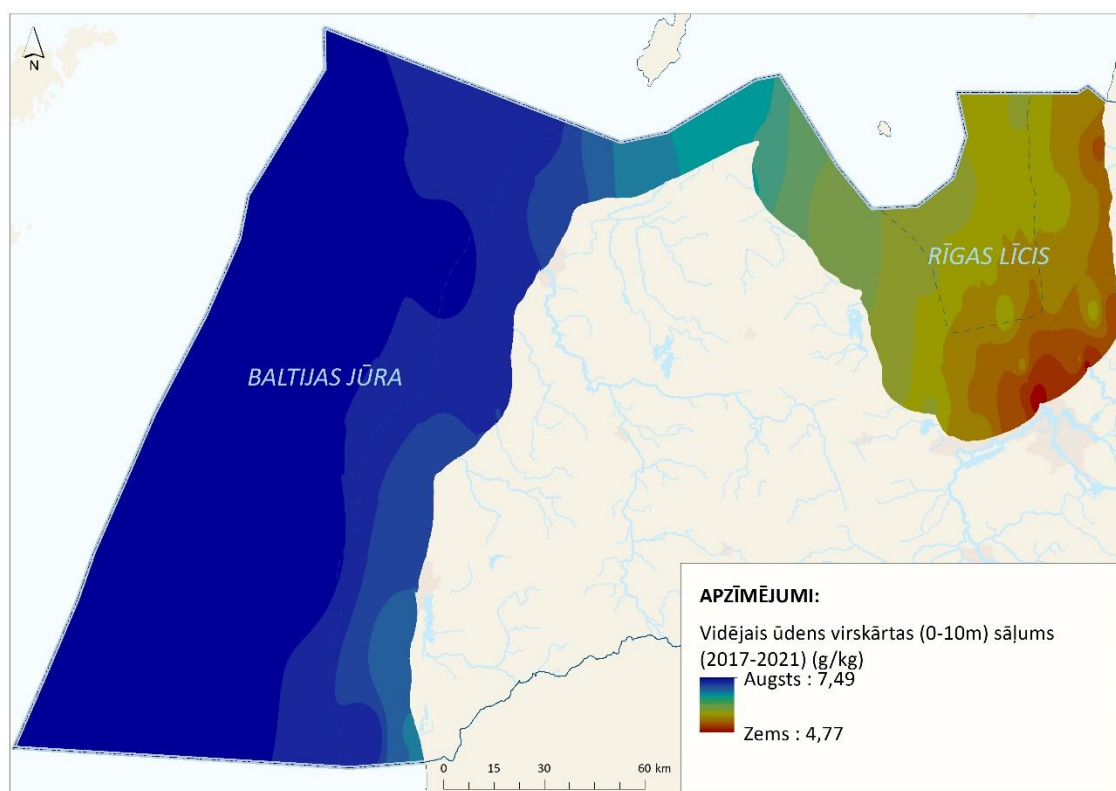 N
RĪGAS LĪCIS
BALTIJAS JŪRA
APZĪMĒJUMI:
Vidējais ūdens virskārtas (0-10m) sāļums
(2017-2021) (g/kg)
Augsts : 7,49
Zems : 4,77
0 15 30 60 km